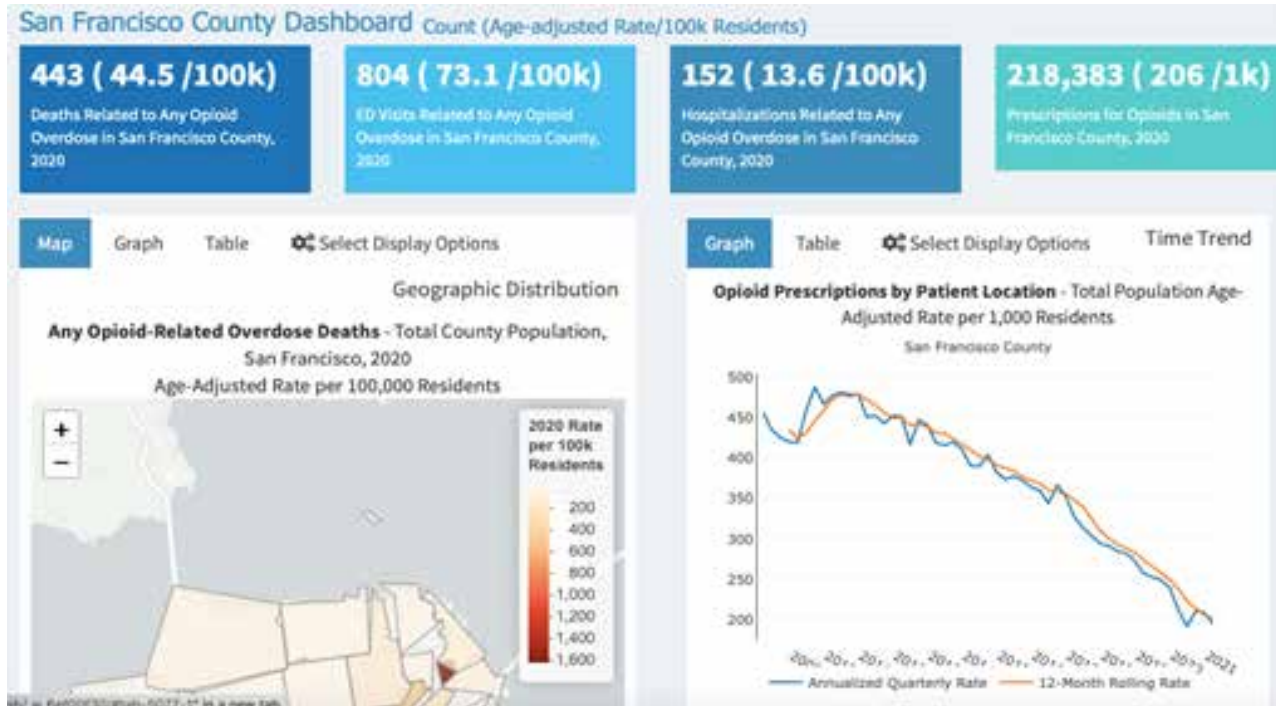 San Francisco County Dashboard Count (Age-adjusted Rate/100k Residents)
443 ( 44.5 /100k)
Deaths Related to Any Opioid
Overdose in San Francisco County,
2020
804 ( 73.1 /100k)
ED Visits Related to Any Opioid
Overdose in San Francisco County,
2020
152 ( 13.6 /100k)
Hospitalizations Related to Any
Opioid Overdose in San Francisco
County, 2020
218,383 ( 206 /1k)
Prescriptions for Opioids in San
Francisco County, 2020
Map Graph Table Select Display Options
Geographic Distribution
Any Opioid-Related Overdose Deaths - Total County Population,
San Francisco, 2020
Age-Adjusted Rate per 100,000 Residents
+
−
2020 Rate
per 100k
Residents
200
400
600
800
1,000
1,200
1,400
1,600
in a new tab
Graph Table Select Display Options Time Trend
Opioid Prescriptions by Patient Location - Total Population Age-
Adjusted Rate per 1,000 Residents
San Francisco County
500
450
400
350
300
250
200
2021
Annualized Quarterly Rate 12-Month Rolling Rate